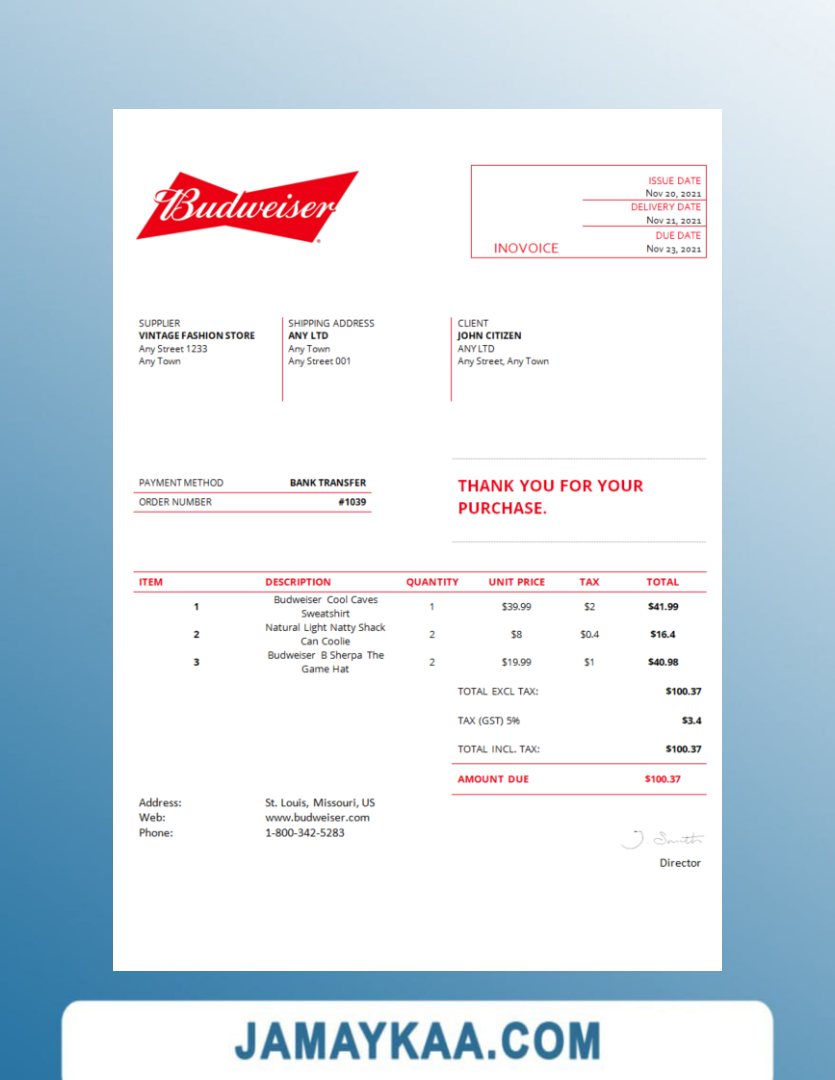 Budweiser
ISSUE DATE
Nov 20, 2021
DELIVERY DATE
Nov 21, 2021
DUE DATE
INOVOICE
Nov 23, 2021
SUPPLIER
VINTAGE FASHION STORE
Any Street 1233
Any Town
SHIPPING ADDRESS
ANY LTD
Any Town
Any Street 001
CLIENT
JOHN CITIZEN
ANY LTD
Any Street, Any Town
PAYMENT METHOD BANK TRANSFER
ORDER NUMBER #1039
THANK YOU FOR YOUR
PURCHASE.
ITEM DESCRIPTION QUANTITY UNIT PRICE TAX TOTAL
1 Budweiser Cool Caves Sweatshirt 1 $39.99 $2 $41.99
2 Natural Light Natty Shack Can Coolie 2 $8 $0.4 $16.4
3 Budweiser B Sherpa The Game Hat 2 $19.99 $1 $40.98
TOTAL EXCL TAX: $100.37
TAX (GST) 5% $3.4
TOTAL INCL. TAX: $100.37
AMOUNT DUE $100.37
Address: St. Louis, Missouri, US
Web: www.budweiser.com
Phone: 1-800-342-5283
J. Smith
Director
JAMAYKAA.COM